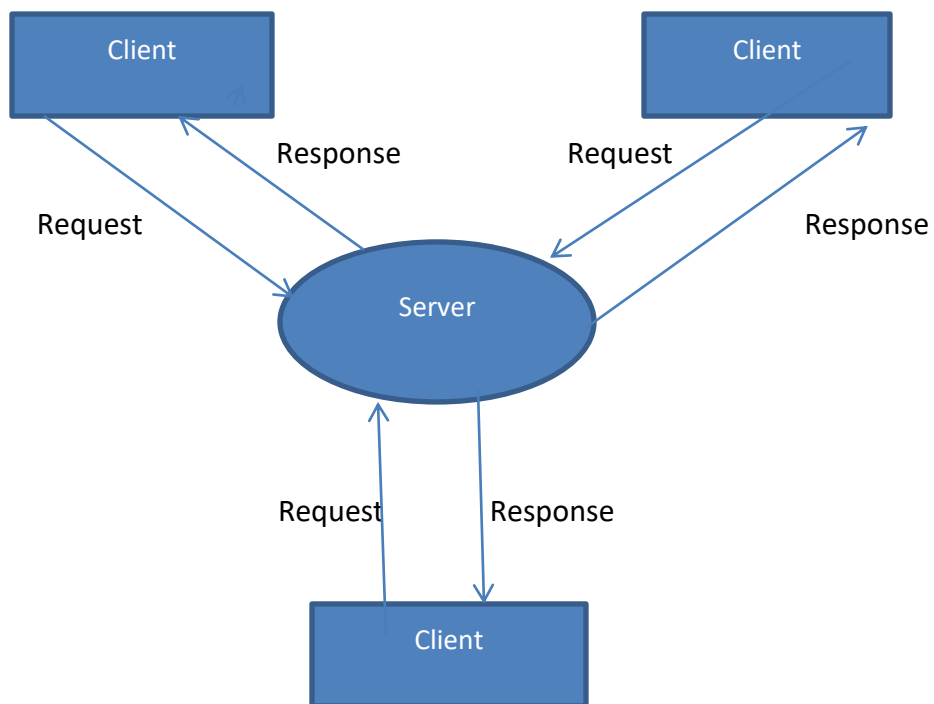 Client
Client
Response
Request
Request
Response
Server
Request
Response
Client